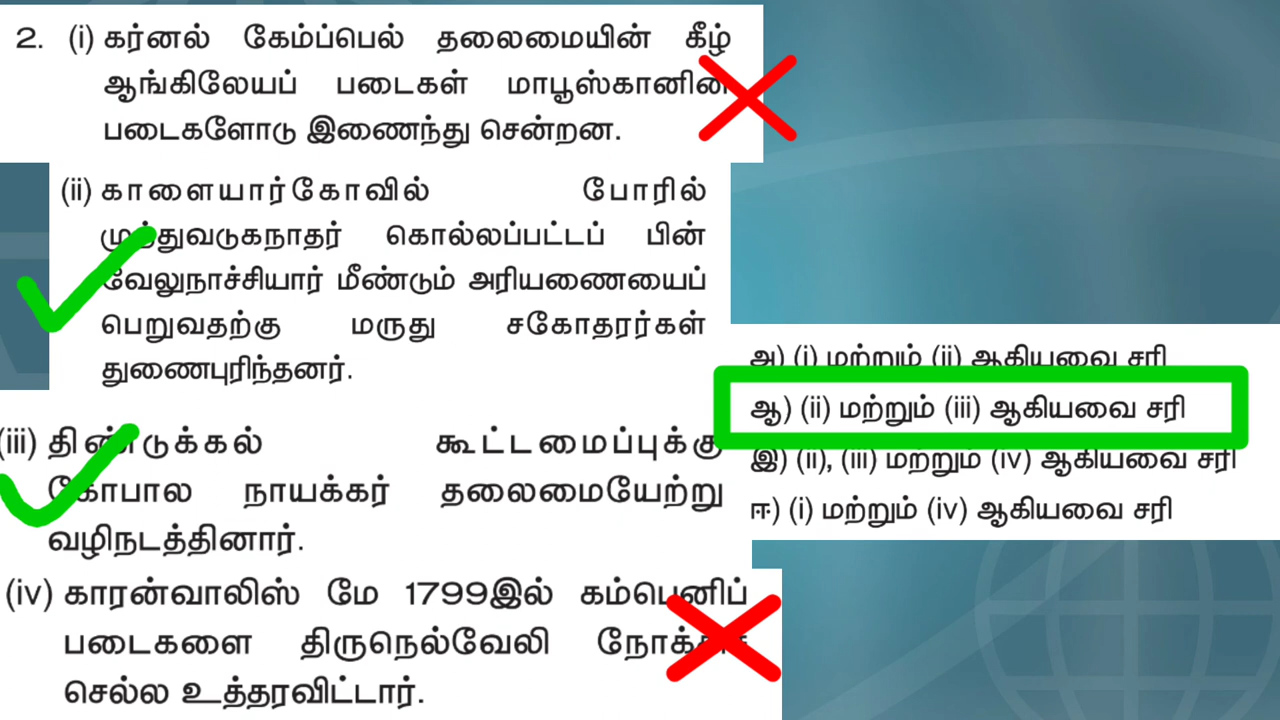 2. (i) கர்னல் கேம்ப்பெல் தலைமையின் கீழ்
ஆங்கிலேயப் படைகள் மாபூஸ்கானின்
படைகளோடு இணைந்து சென்றன.
(ii) காளையார்கோவில் போரில்
முத்துவடுகநாதர் கொல்லப்பட்டப் பின்
வேலுநாச்சியார் மீண்டும் அரியணையைப்
பெறுவதற்கு மருது சகோதரர்கள்
துணைபுரிந்தனர்.
(iii) திண்டுக்கல் கூட்டமைப்புக்கு
கோபால நாயக்கர் தலைமையேற்று
வழிநடத்தினார்.
(iv) காரன்வாலிஸ் மே 1799இல் கம்பெனிப்
படைகளை திருநெல்வேலி நோக்கி
செல்ல உத்தரவிட்டார்.
அ) (i) மற்றும் (ii) ஆகியவை சரி
ஆ) (ii) மற்றும் (iii) ஆகியவை சரி
இ) (ii), (iii) மற்றும் (iv) ஆகியவை சரி
ஈ) (i) மற்றும் (iv) ஆகியவை சரி